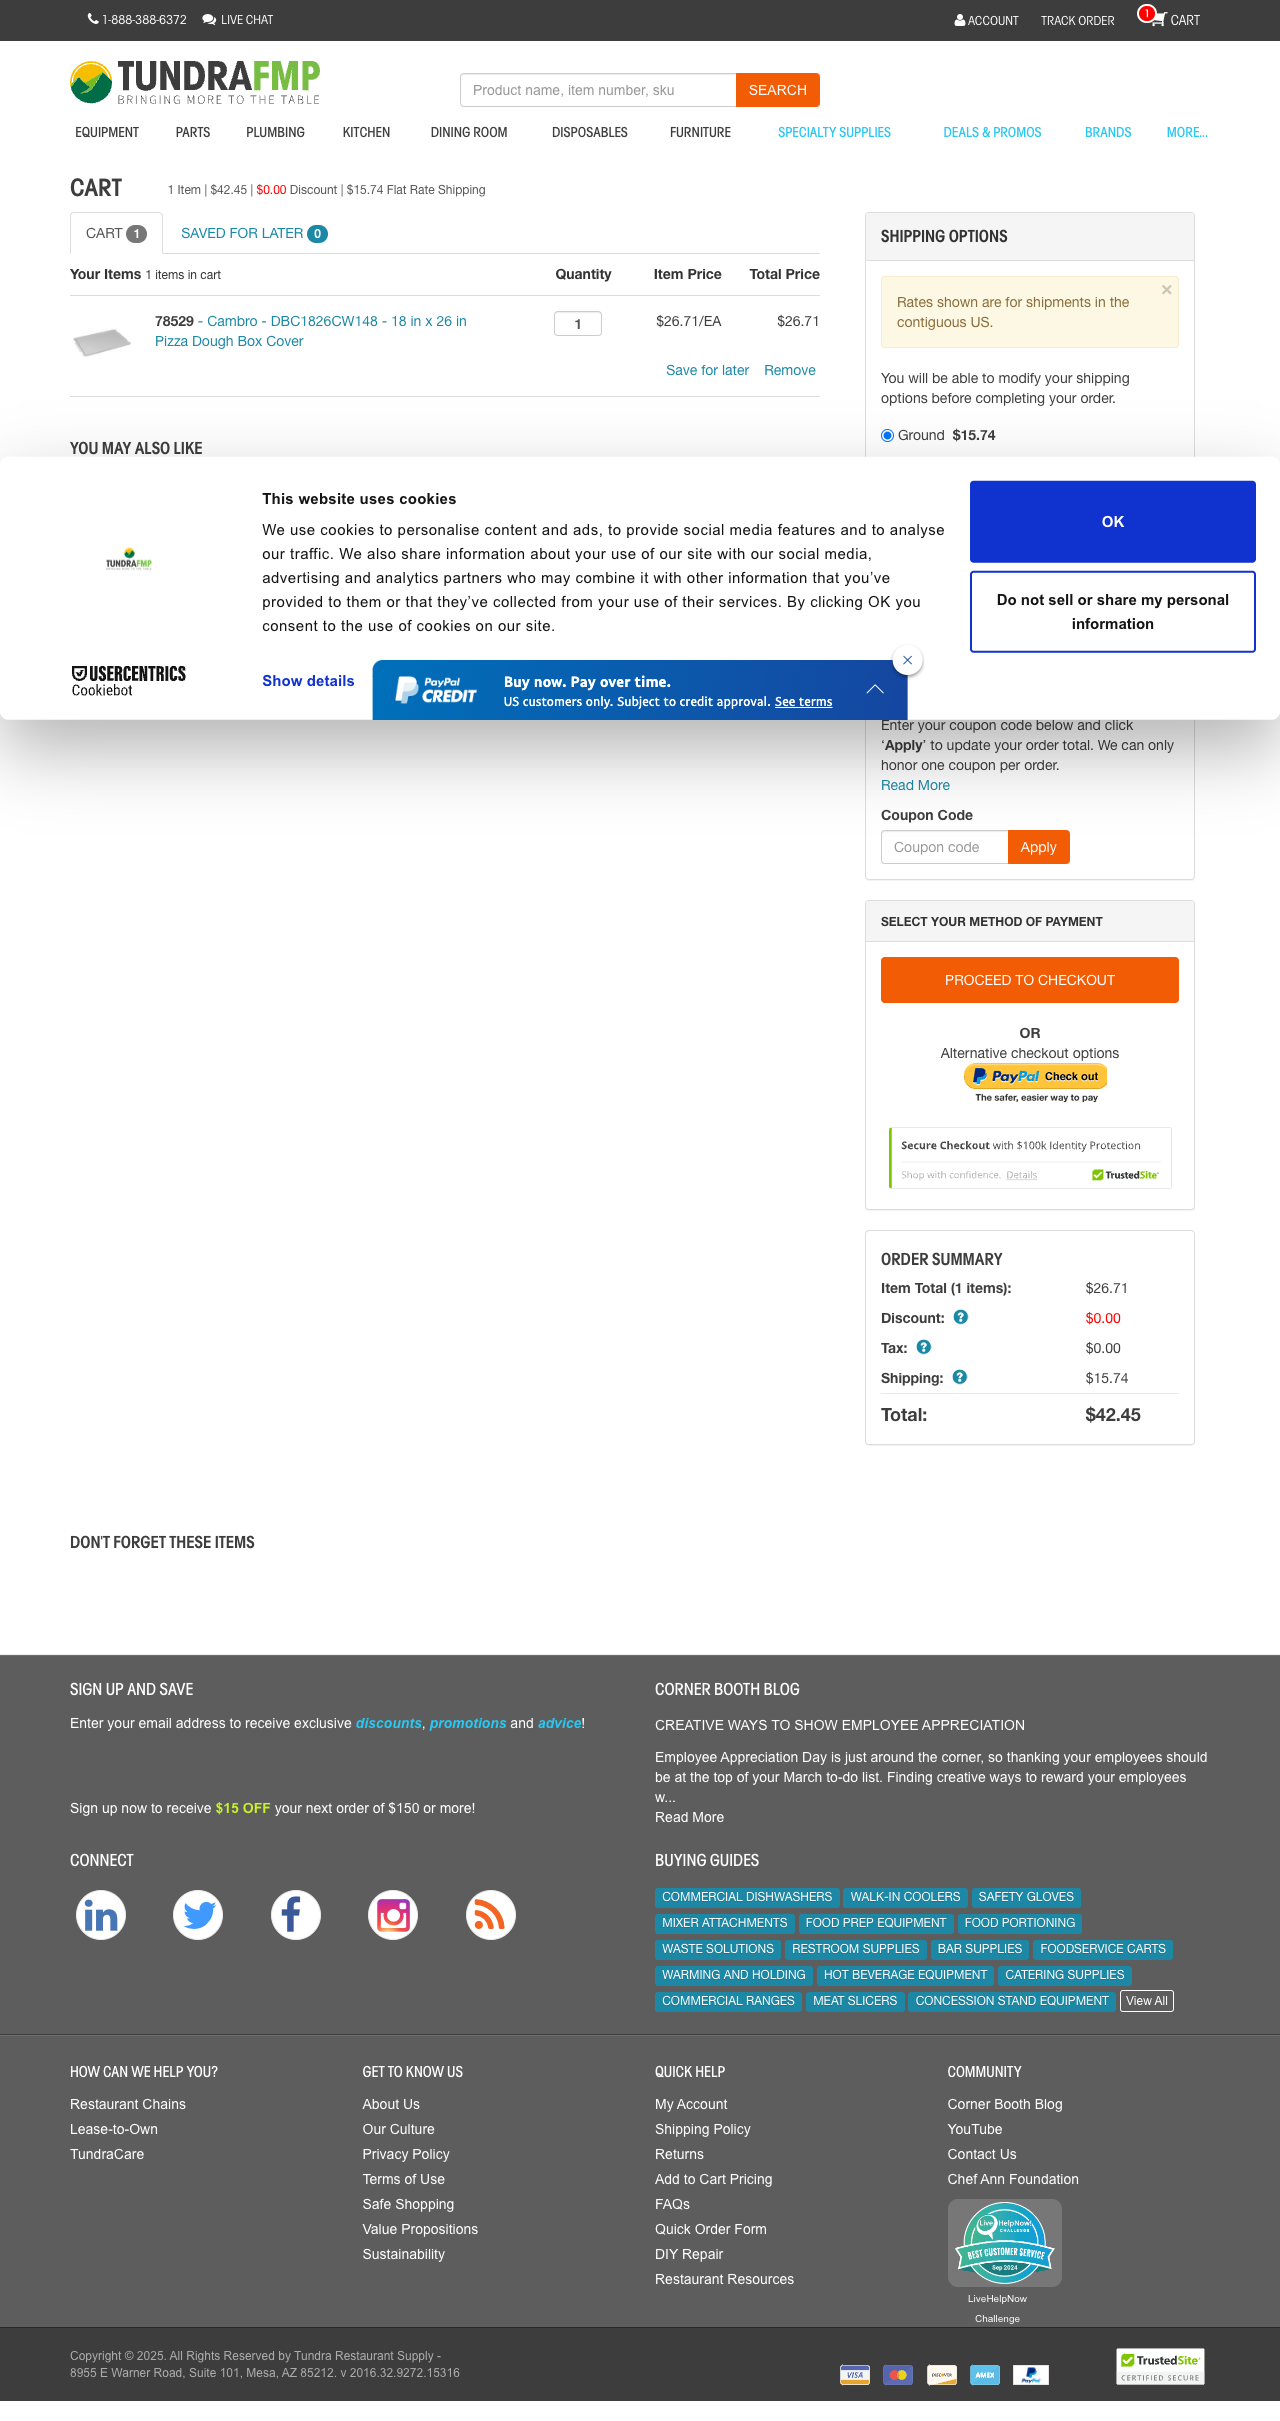 1-888-388-6372 LIVE CHAT ACCOUNT TRACK ORDER 1 CART
TUNDRAFMP
BRINGING MORE TO THE TABLE
Product name, item number, sku SEARCH
EQUIPMENT PARTS PLUMBING KITCHEN DINING ROOM DISPOSABLES FURNITURE SPECIALTY SUPPLIES DEALS & PROMOS BRANDS MORE...
CART 1 Item | $42.45 | $0.00 Discount | $15.74 Flat Rate Shipping
CART 1 SAVED FOR LATER 0
Your Items 1 items in cart Quantity Item Price Total Price
78529 - Cambro - DBC1826CW148 - 18 in x 26 in
Pizza Dough Box Cover
1 $26.71/EA $26.71
Save for later Remove
YOU MAY ALSO LIKE
SHIPPING OPTIONS
Rates shown are for shipments in the
contiguous US.
×
You will be able to modify your shipping
options before completing your order.
Ground $15.74
TUNDRAFMP
This website uses cookies
We use cookies to personalise content and ads, to provide social media features and to analyse
our traffic. We also share information about your use of our site with our social media,
advertising and analytics partners who may combine it with other information that you've
provided to them or that they've collected from your use of their services. By clicking OK you
consent to the use of cookies on our site.
OK
Do not sell or share my personal
information
USERCENTRICS
Cookiebot
Show details
PayPal
CREDIT
Buy now. Pay over time.
US customers only. Subject to credit approval. See terms
Enter your coupon code below and click
‘Apply’ to update your order total. We can only
honor one coupon per order.
Read More
Coupon Code
Coupon code Apply
SELECT YOUR METHOD OF PAYMENT
PROCEED TO CHECKOUT
OR
Alternative checkout options
PayPal Check out
The safer, easier way to pay
Secure Checkout with $100k Identity Protection
Shop with confidence. Details TrustedSite
ORDER SUMMARY
Item Total (1 items): $26.71
Discount: $0.00
Tax: $0.00
Shipping: $15.74
Total: $42.45
DON'T FORGET THESE ITEMS
SIGN UP AND SAVE
Enter your email address to receive exclusive discounts, promotions and advice!
Sign up now to receive $15 OFF your next order of $150 or more!
CONNECT
CORNER BOOTH BLOG
CREATIVE WAYS TO SHOW EMPLOYEE APPRECIATION
Employee Appreciation Day is just around the corner, so thanking your employees should
be at the top of your March to-do list. Finding creative ways to reward your employees
w...
Read More
BUYING GUIDES
COMMERCIAL DISHWASHERS WALK-IN COOLERS SAFETY GLOVES
MIXER ATTACHMENTS FOOD PREP EQUIPMENT FOOD PORTIONING
WASTE SOLUTIONS RESTROOM SUPPLIES BAR SUPPLIES FOODSERVICE CARTS
WARMING AND HOLDING HOT BEVERAGE EQUIPMENT CATERING SUPPLIES
COMMERCIAL RANGES MEAT SLICERS CONCESSION STAND EQUIPMENT View All
HOW CAN WE HELP YOU?
Restaurant Chains
Lease-to-Own
TundraCare
GET TO KNOW US
About Us
Our Culture
Privacy Policy
Terms of Use
Safe Shopping
Value Propositions
Sustainability
QUICK HELP
My Account
Shipping Policy
Returns
Add to Cart Pricing
FAQs
Quick Order Form
DIY Repair
Restaurant Resources
COMMUNITY
Corner Booth Blog
YouTube
Contact Us
Chef Ann Foundation
LiveHelpNow!
CHALLENGE
BEST CUSTOMER SERVICE
Sep 2024
LiveHelpNow
Challenge
Copyright © 2025. All Rights Reserved by Tundra Restaurant Supply -
8955 E Warner Road, Suite 101, Mesa, AZ 85212. v 2016.32.9272.15316
VISA DISCOVER AMEX PayPal
TrustedSite
CERTIFIED SECURE